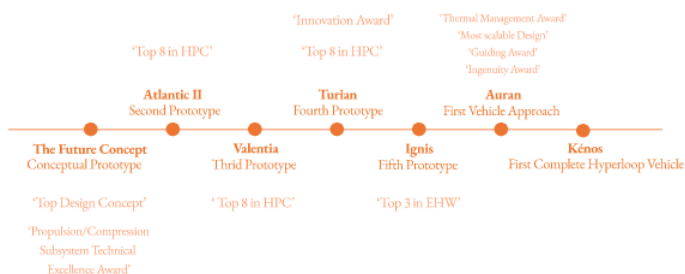 ‘Innovation Award’
‘Top 8 in HPC’
‘Top 8 in HPC’
‘Thermal Management Award’
‘Most scalable Design’
‘Guiding Award’
‘Ingenuity Award’
Atlantic II
Second Prototype
Turian
Fourth Prototype
Auran
First Vehicle Approach
The Future Concept
Conceptual Prototype
Valentia
Thrid Prototype
Ignis
Fifth Prototype
Kénos
First Complete Hyperloop Vehicle
‘Top Design Concept’
‘Propulsion/Compression
Subsystem Technical
Excellence Award’
‘ Top 8 in HPC’
‘Top 3 in EHW’